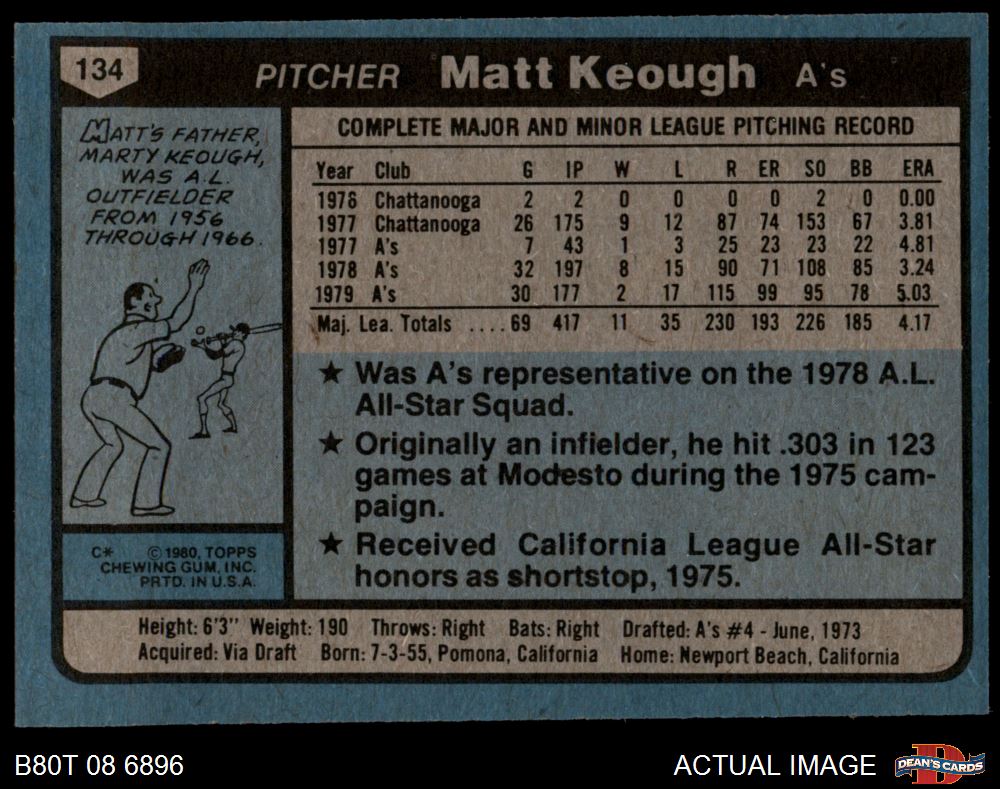 134 PITCHER Matt Keough A's
MATT'S FATHER,
MARTY KEOUGH,
WAS A.L.
OUTFIELDER
FROM 1956
THROUGH 1966.
C* © 1980, TOPPS
CHEWING GUM, INC.
PRTD. IN U.S.A.
COMPLETE MAJOR AND MINOR LEAGUE PITCHING RECORD
Year Club G IP W L R ER SO BB ERA
1976 Chattanooga 2 2 0 0 0 0 2 0 0.00
1977 Chattanooga 26 175 9 12 87 74 153 67 3.81
1977 A's 7 43 1 3 25 23 23 22 4.81
1978 A's 32 197 8 15 90 71 108 85 3.24
1979 A's 30 177 2 17 115 99 95 78 5.03
Maj. Lea. Totals .... 69 417 11 35 230 193 226 185 4.17
★ Was A's representative on the 1978 A.L.
All-Star Squad.
★ Originally an infielder, he hit .303 in 123
games at Modesto during the 1975 cam-
paign.
★ Received California League All-Star
honors as shortstop, 1975.
Height: 6'3" Weight: 190 Throws: Right Bats: Right Drafted: A's #4 - June, 1973
Acquired: Via Draft Born: 7-3-55, Pomona, California Home: Newport Beach, California
B80T 08 6896 ACTUAL IMAGE DEAN'S CARDS